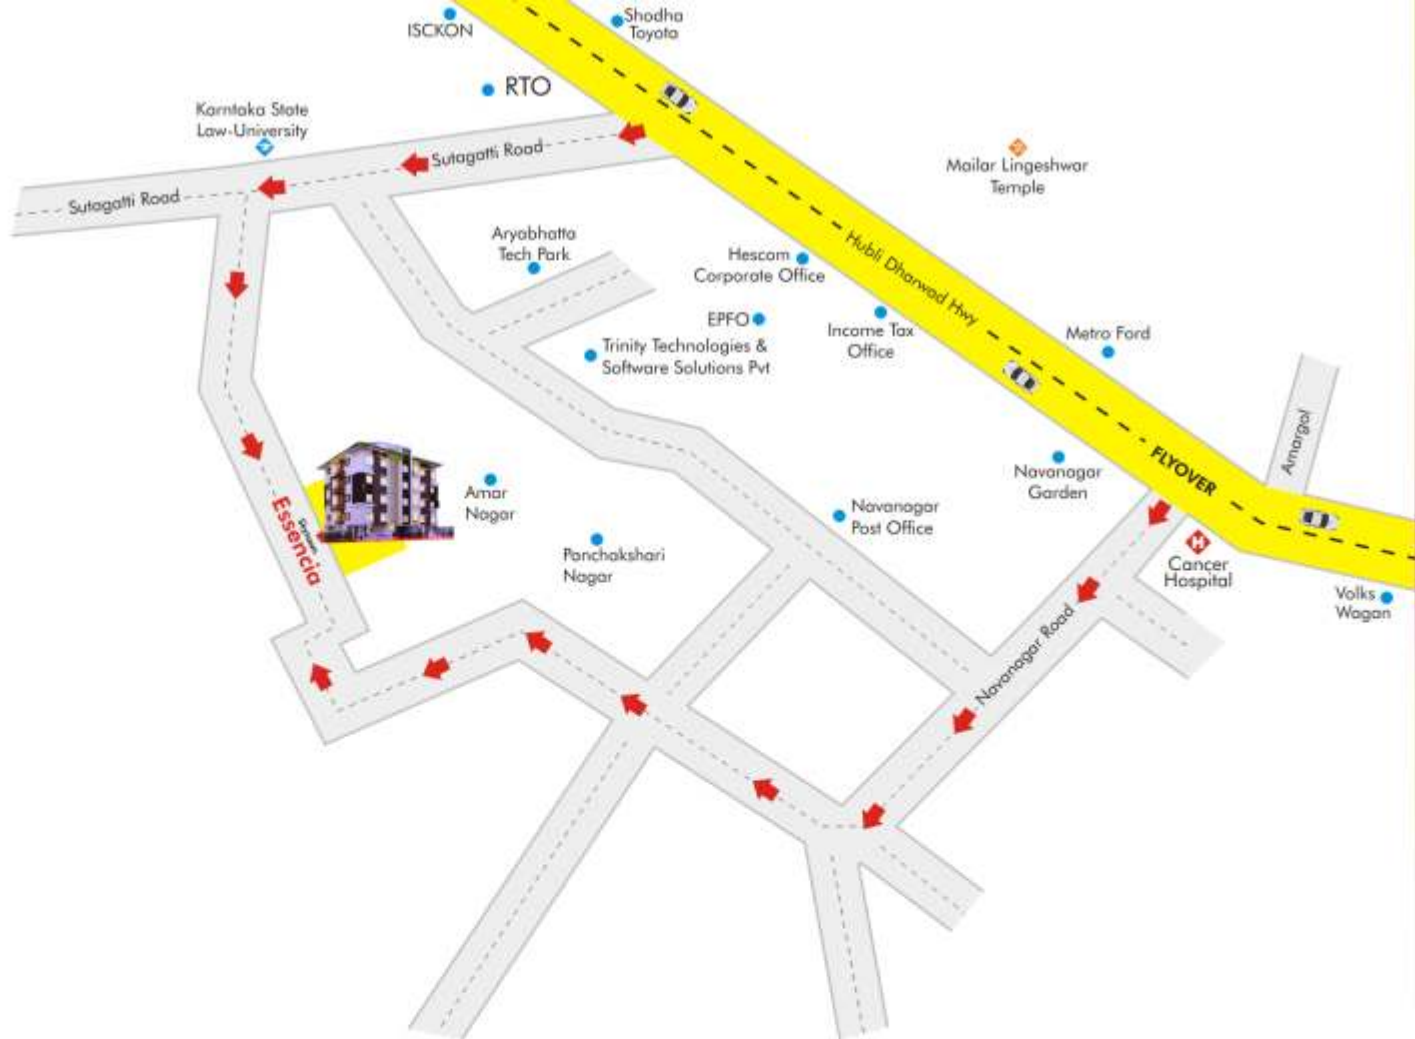 Shodha
Toyota
ISCKON
RTO
Karntaka State
Law-University
Sutagatti Road
Sutagatti Road
Mailar Lingeshwar
Temple
Aryabhatta
Tech Park
Hescom
Corporate Office
Hubli Dharwad Hwy
EPFO
Income Tax
Office
Metro Ford
Trinity Technologies &
Software Solutions Pvt
Amargol
FLYOVER
Navanagar
Garden
Amar
Nagar
Navanagar
Post Office
Essencia
Panchakshari
Nagar
H
Cancer
Hospital
Volks
Wagan
Navanagar Road